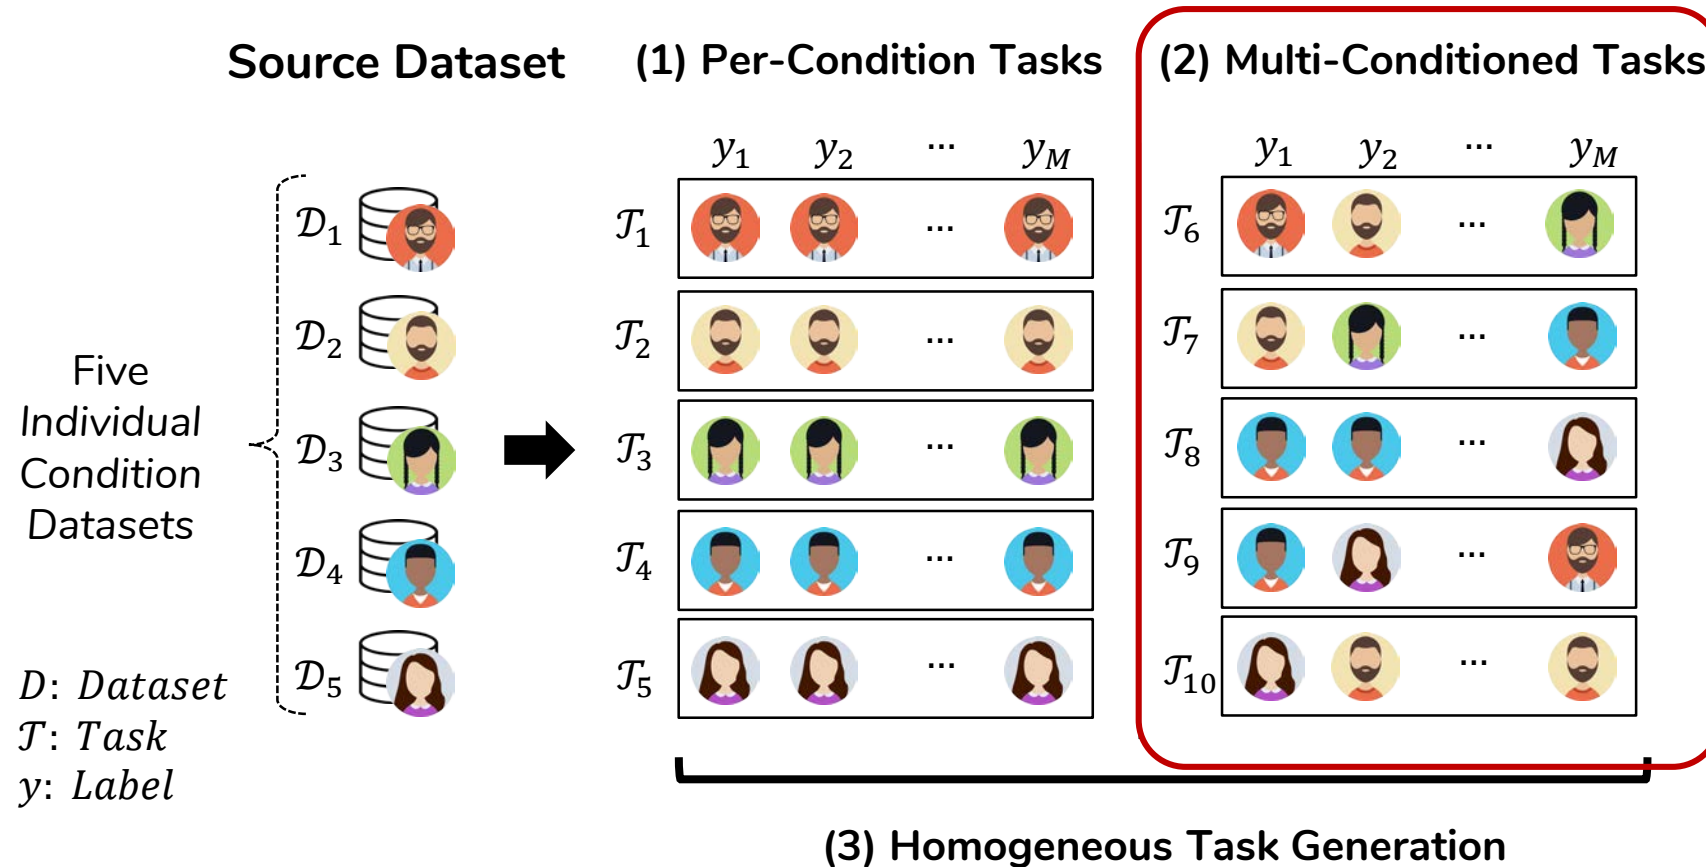 Source Dataset
(1) Per-Condition Tasks
(2) Multi-Conditioned Tasks
Five
Individual
Condition
Datasets
𝒟₁
𝒟₂
𝒟₃
𝒟₄
𝒟₅
D: Dataset
𝒯: Task
y: Label
y₁ y₂ ... y_M
𝒯₁ ...
𝒯₂ ...
𝒯₃ ...
𝒯₄ ...
𝒯₅ ...
y₁ y₂ ... y_M
𝒯₆ ...
𝒯₇ ...
𝒯₈ ...
𝒯₉ ...
𝒯₁₀ ...
(3) Homogeneous Task Generation